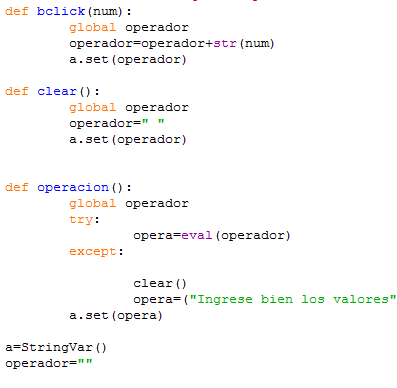 def bclick(num):
        global operador
        operador=operador+str(num)
        a.set(operador)

def clear():
        global operador
        operador=" "
        a.set(operador)


def operacion():
        global operador
        try:
                opera=eval(operador)
        except:

                clear()
                opera=("Ingrese bien los valores"
        a.set(opera)

a=StringVar()
operador=""